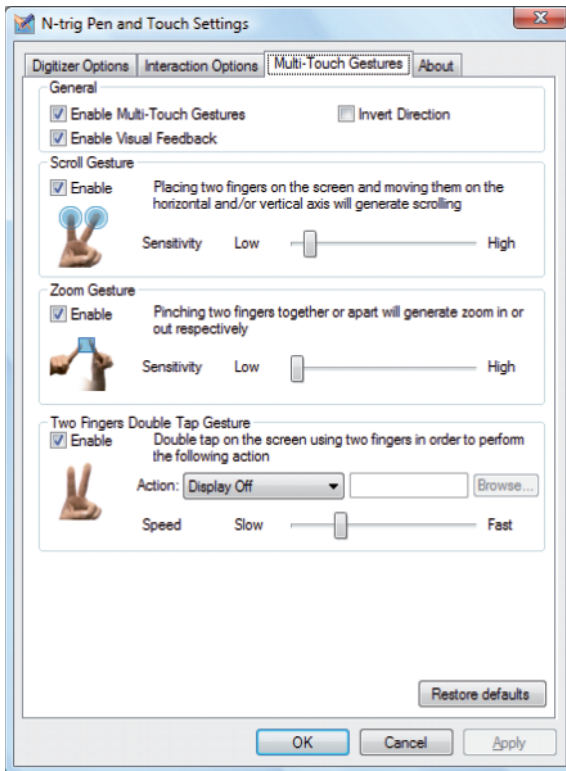 N-trig Pen and Touch Settings
Digitizer Options Interaction Options Multi-Touch Gestures About
General
Enable Multi-Touch Gestures Invert Direction
Enable Visual Feedback
Scroll Gesture
Enable Placing two fingers on the screen and moving them on the
horizontal and/or vertical axis will generate scrolling
Sensitivity Low High
Zoom Gesture
Enable Pinching two fingers together or apart will generate zoom in or
out respectively
Sensitivity Low High
Two Fingers Double Tap Gesture
Enable Double tap on the screen using two fingers in order to perform
the following action
Action: Display Off Browse...
Speed Slow Fast
Restore defaults
OK Cancel Apply